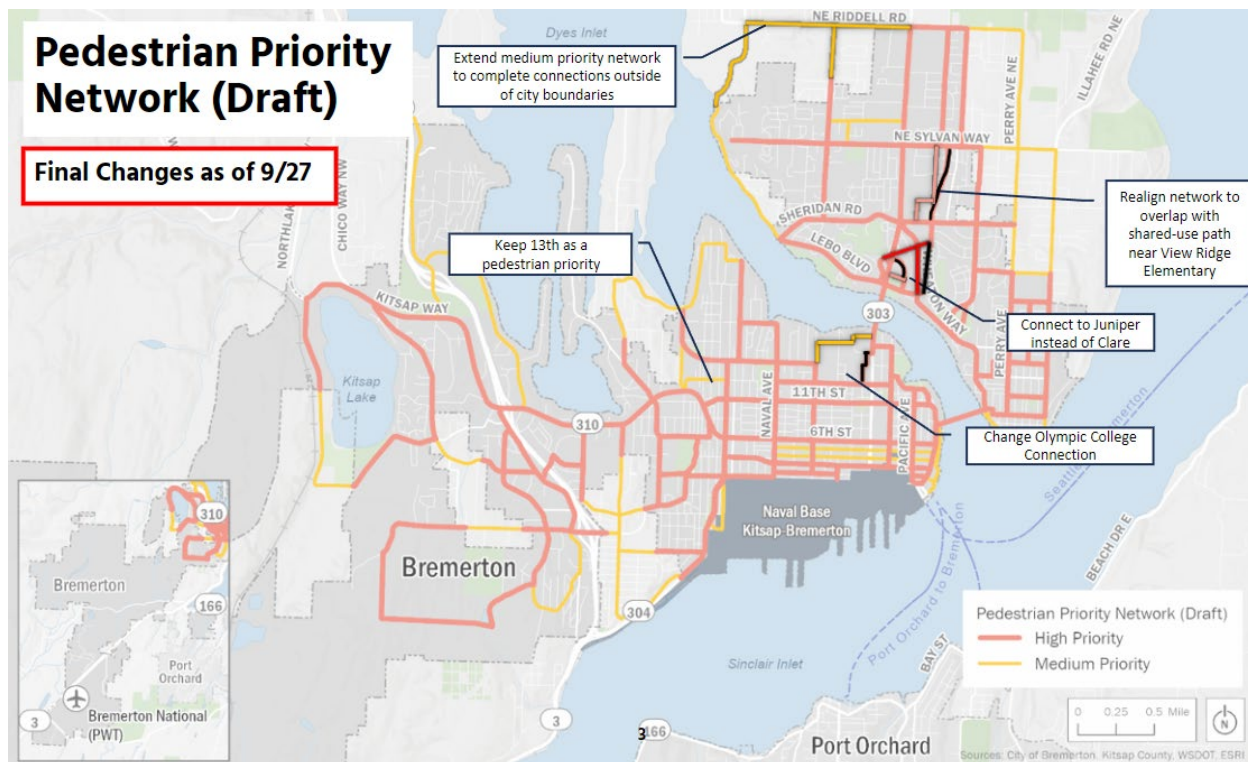 Pedestrian Priority
Network (Draft)
Final Changes as of 9/27
Dyes Inlet
NE RIDDELL RD
Extend medium priority network
to complete connections outside
of city boundaries
ILLAHEE RD NE
PERRY AVE NE
NE SYLVAN WAY
CHICO WAY NW
NORTHLAK
SHERIDAN RD
LEBO BLVD
Realign network to
overlap with
shared-use path
near View Ridge
Elementary
Keep 13th as a
pedestrian priority
KITSAP WAY
303
Connect to Juniper
instead of Clare
PERRY AVE
Kitsap
Lake
310
NAVAL AVE
11TH ST
6TH ST
PACIFIC AVE
Change Olympic College
Connection
Seattle to Bremerton
Naval Base
Kitsap-Bremerton
Bremerton
304
Port Orchard to Bremerton
BEACH DR E
BAY ST
Sinclair Inlet
3
166
3
Port Orchard
310
Bremerton
166
Port
Orchard
3
Bremerton National
(PWT)
Pedestrian Priority Network (Draft)
High Priority
Medium Priority
0 0.25 0.5 Mile
N
Sources: City of Bremerton, Kitsap County, WSDOT, ESRI